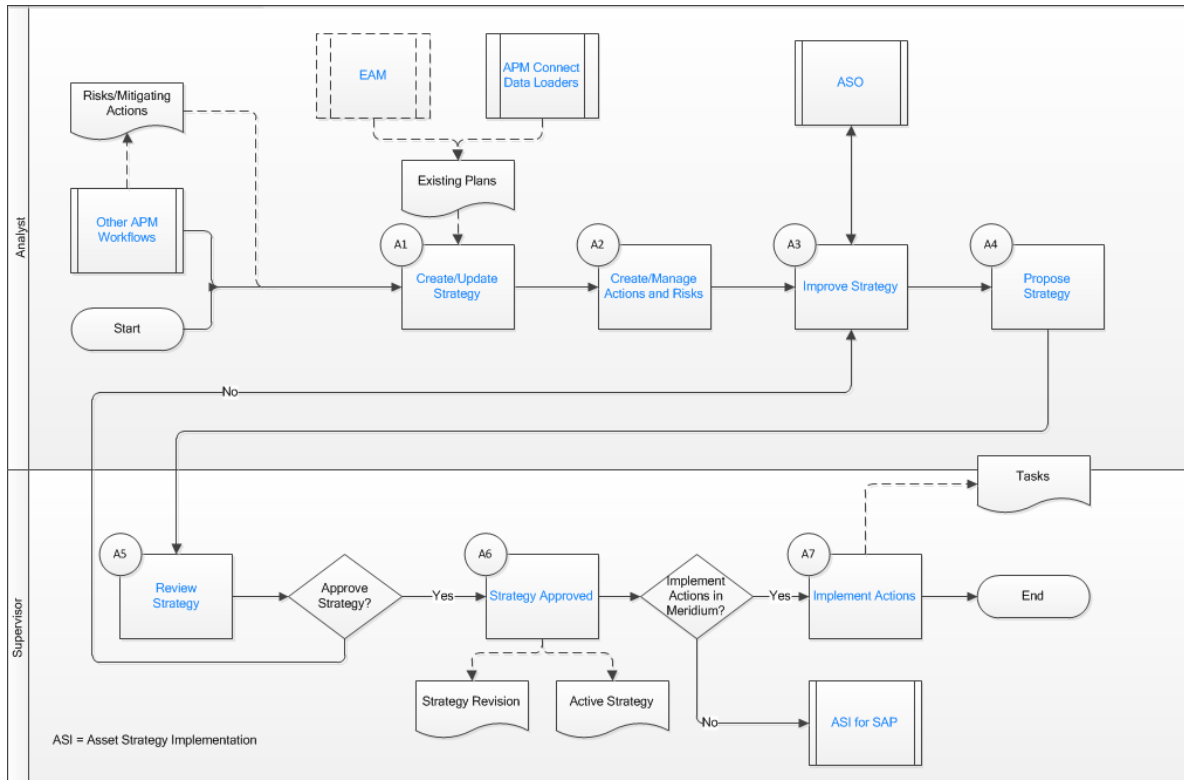 Analyst
EAM
APM Connect
Data Loaders
ASO
Risks/Mitigating
Actions
Existing Plans
Other APM
Workflows
A1
Create/Update
Strategy
A2
Create/Manage
Actions and Risks
A3
Improve Strategy
A4
Propose
Strategy
Start
No
Supervisor
Tasks
A5
Review
Strategy
Approve
Strategy?
Yes
A6
Strategy Approved
Implement
Actions in
Meridium?
Yes
A7
Implement Actions
End
Strategy Revision
Active Strategy
No
ASI for SAP
ASI = Asset Strategy Implementation